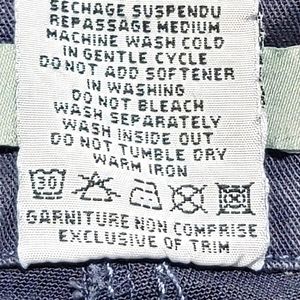 SECHAGE SUSPENDU
REPASSAGE MEDIUM
MACHINE WASH COLD
IN GENTLE CYCLE
DO NOT ADD SOFTENER
IN WASHING
DO NOT BLEACH
WASH SEPARATELY
WASH INSIDE OUT
DO NOT TUMBLE DRY
WARM IRON
30
GARNITURE NON COMPRISE
EXCLUSIVE OF TRIM